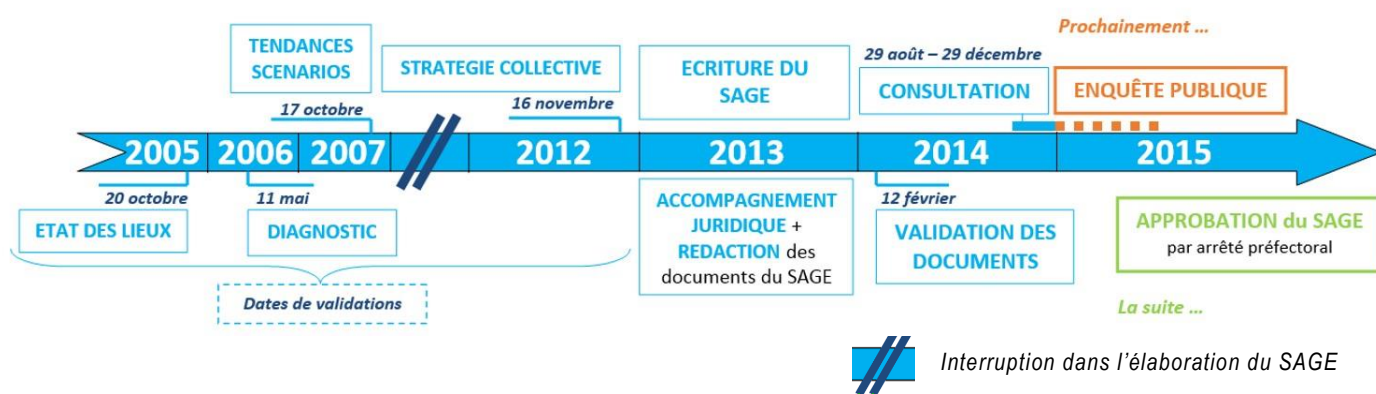 Prochainement …
TENDANCES
SCENARIOS
STRATEGIE COLLECTIVE
ECRITURE DU
SAGE
29 août – 29 décembre
CONSULTATION
ENQUÊTE PUBLIQUE
17 octobre
16 novembre
2005
2006
2007
2012
2013
2014
2015
20 octobre
11 mai
12 février
ETAT DES LIEUX
DIAGNOSTIC
ACCOMPAGNEMENT
JURIDIQUE +
REDACTION des
documents du SAGE
VALIDATION DES
DOCUMENTS
APPROBATION du SAGE
par arrêté préfectoral
Dates de validations
La suite …
Interruption dans l’élaboration du SAGE